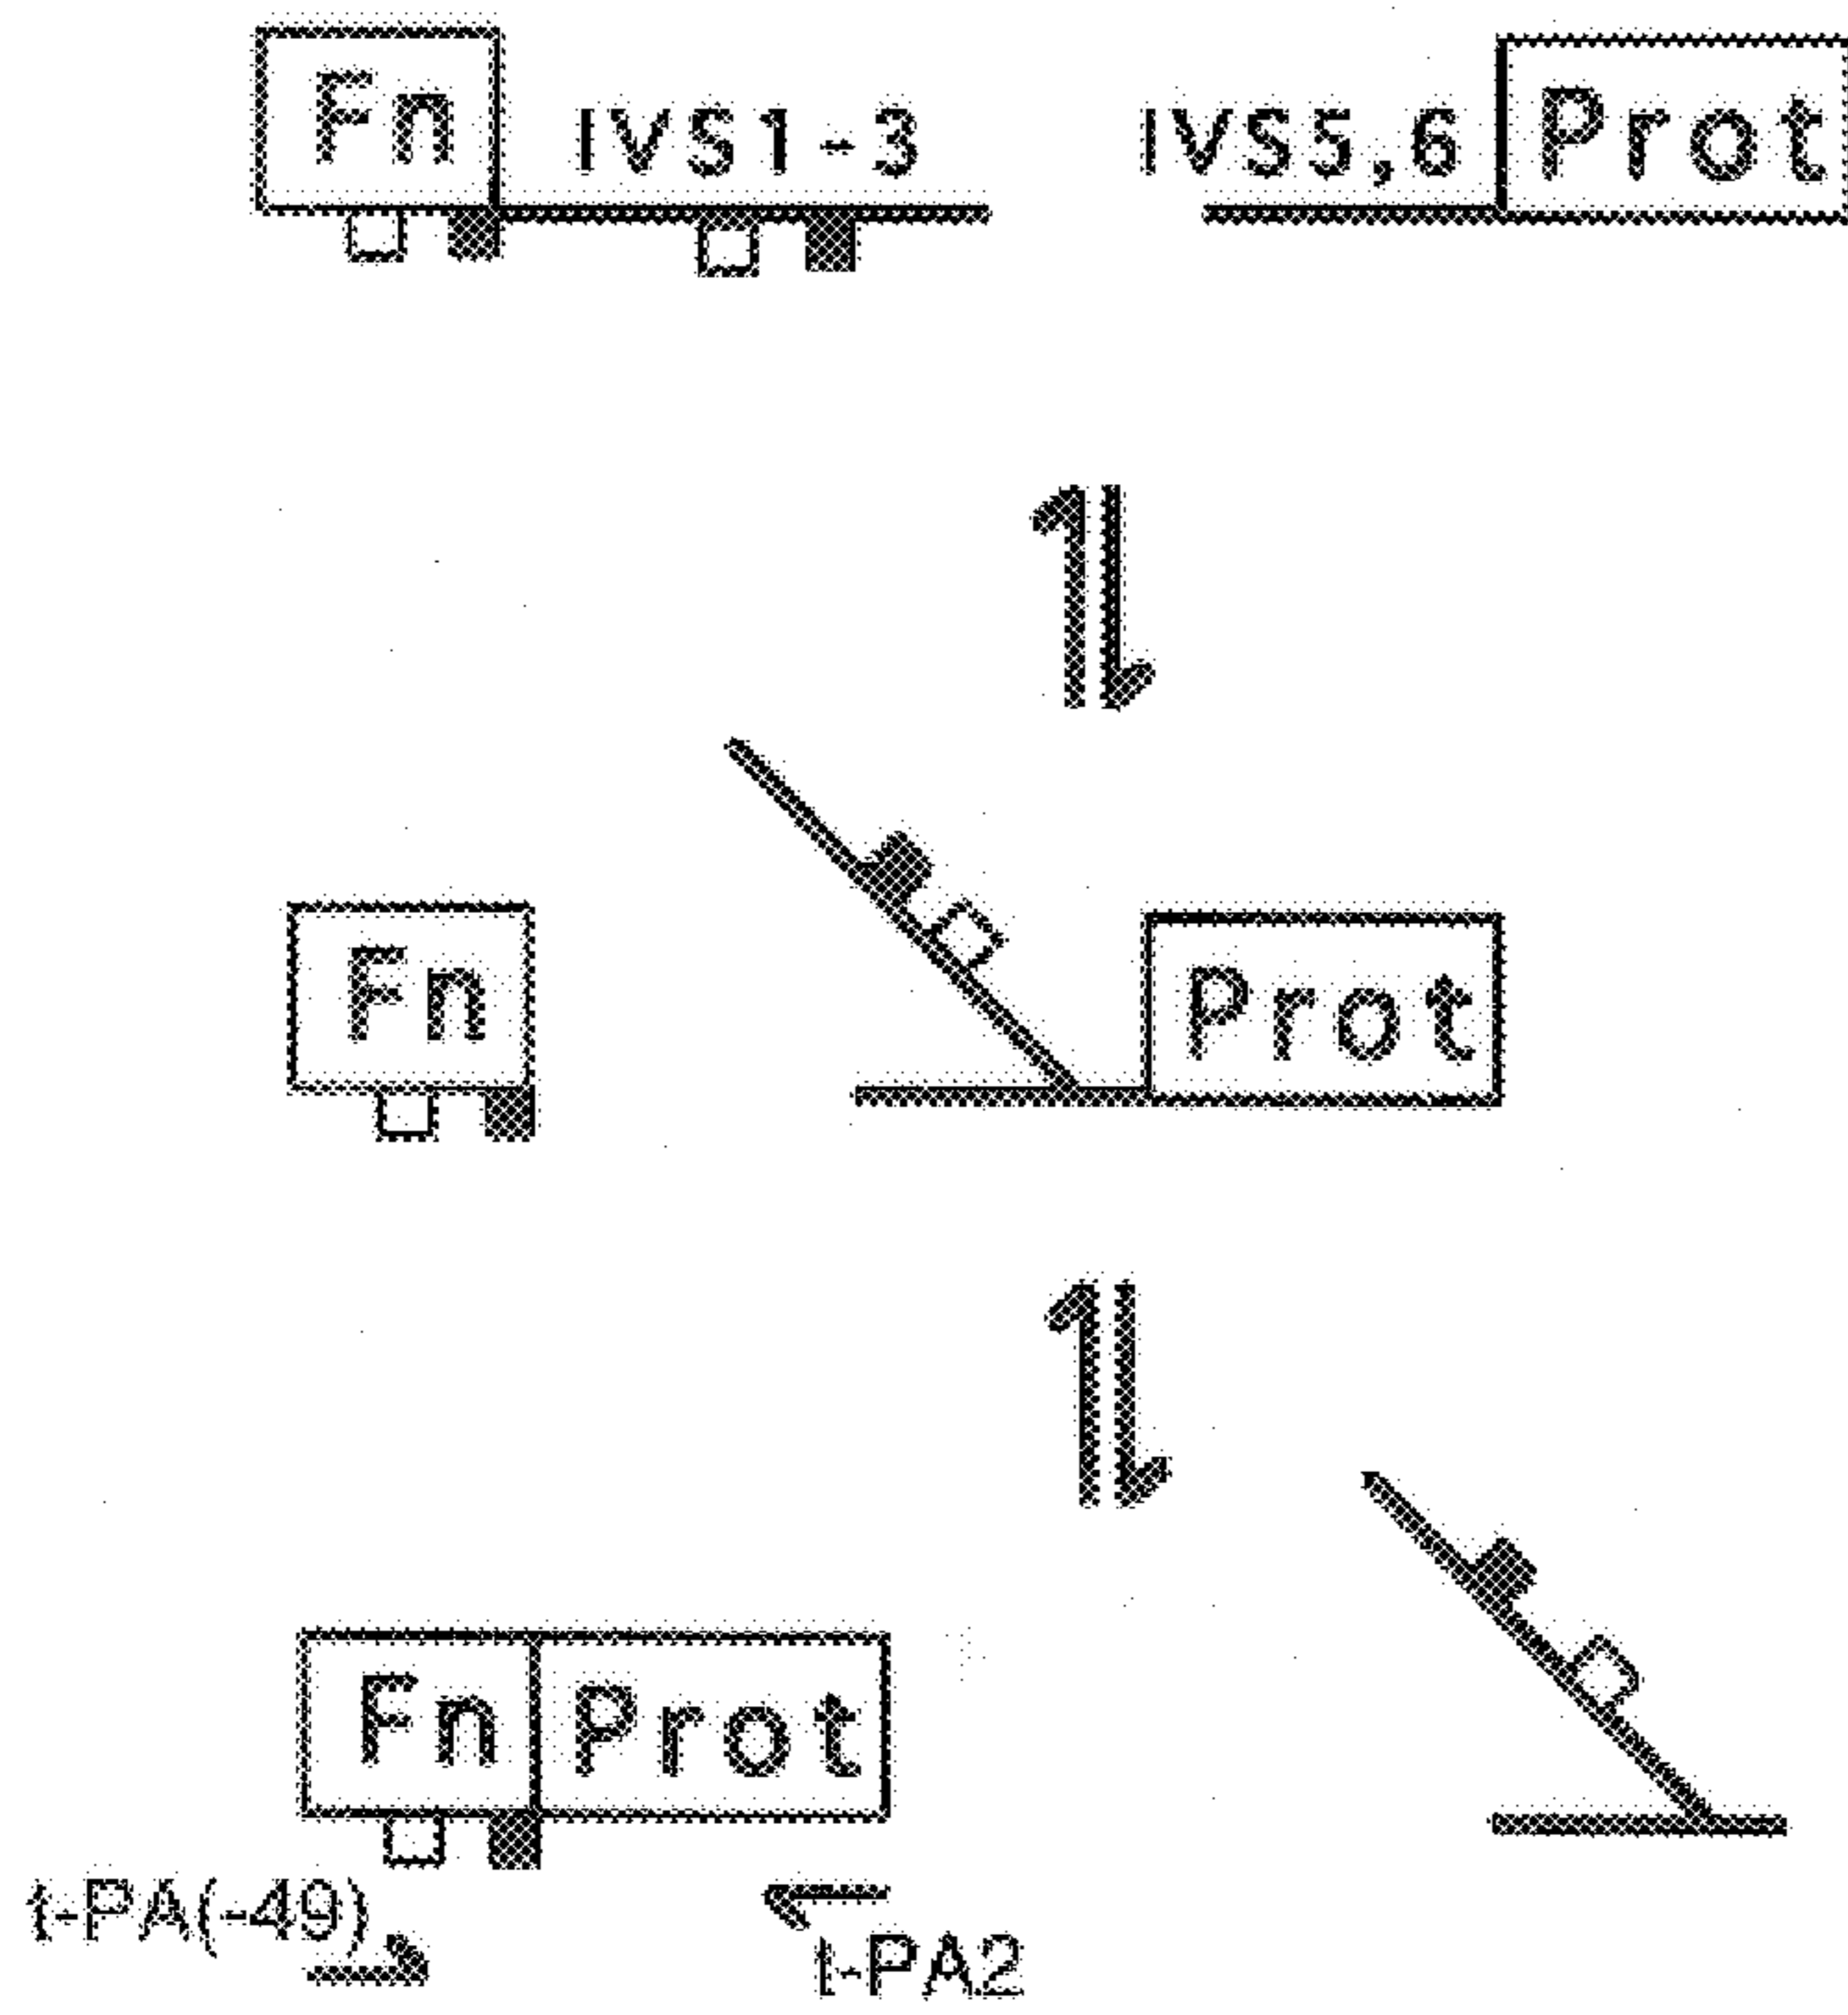 Fn IVS1-3 IVS5,6 Prot
Fn Prot
Fn Prot
t-PA(-49)
t-PA2